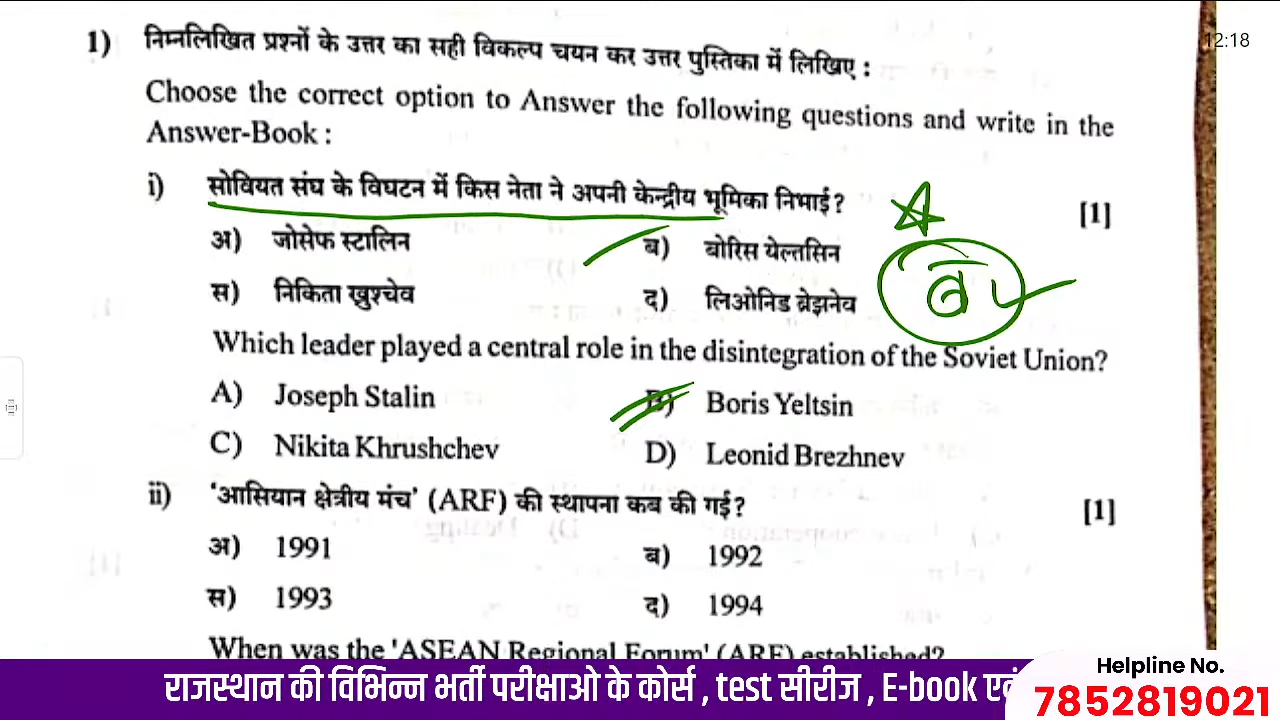 12:18
1) निम्नलिखित प्रश्नों के उत्तर का सही विकल्प चयन कर उत्तर पुस्तिका में लिखिए :
Choose the correct option to Answer the following questions and write in the
Answer-Book :
i) सोवियत संघ के विघटन में किस नेता ने अपनी केन्द्रीय भूमिका निभाई? [1]
अ) जोसेफ स्टालिन ब) बोरिस येल्तसिन
ब
स) निकिता ख्रुश्चेव द) लिओनिड ब्रेझनेव
Which leader played a central role in the disintegration of the Soviet Union?
A) Joseph Stalin B) Boris Yeltsin
C) Nikita Khrushchev D) Leonid Brezhnev
ii) 'आसियान क्षेत्रीय मंच' (ARF) की स्थापना कब की गई? [1]
अ) 1991 ब) 1992
स) 1993 द) 1994
When was the 'ASEAN Regional Forum' (ARF) established?
राजस्थान की विभिन्न भर्ती परीक्षाओ के कोर्स , test सीरीज , E-book एवं
Helpline No.
7852819021